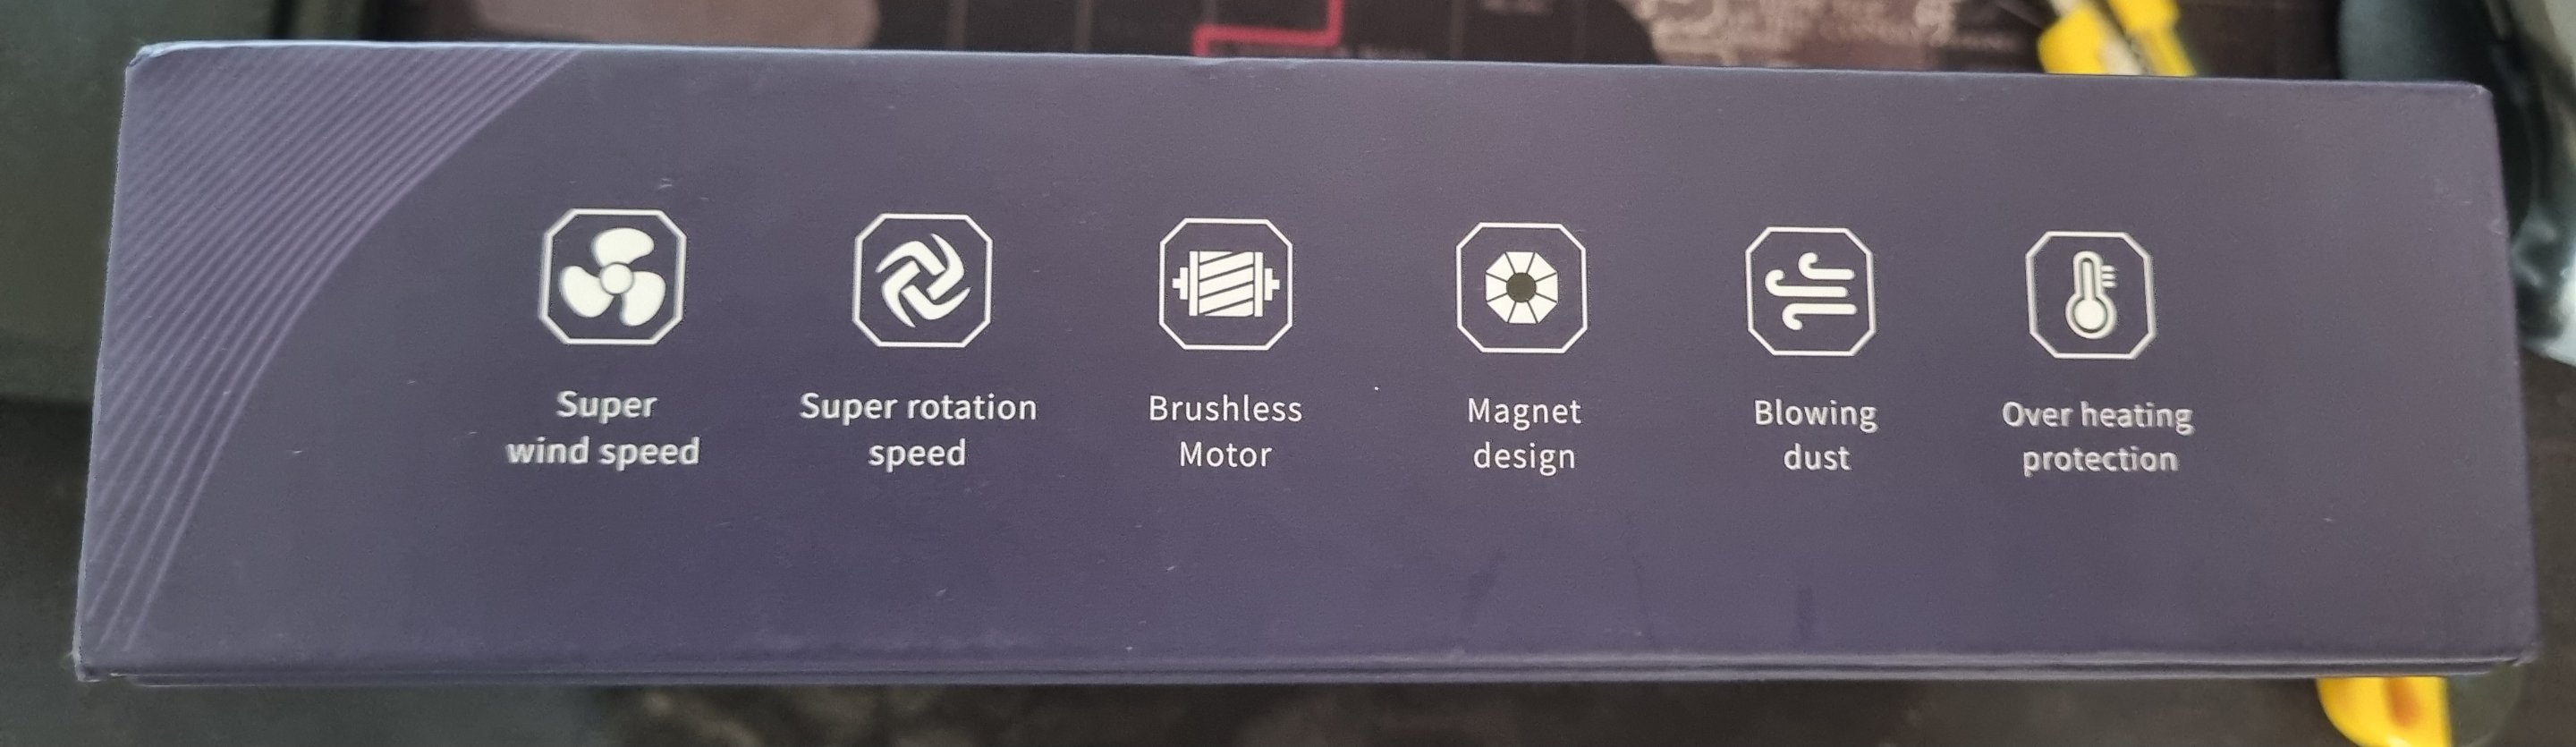 Super
wind speed
Super rotation
speed
Brushless
Motor
Magnet
design
Blowing
dust
Over heating
protection